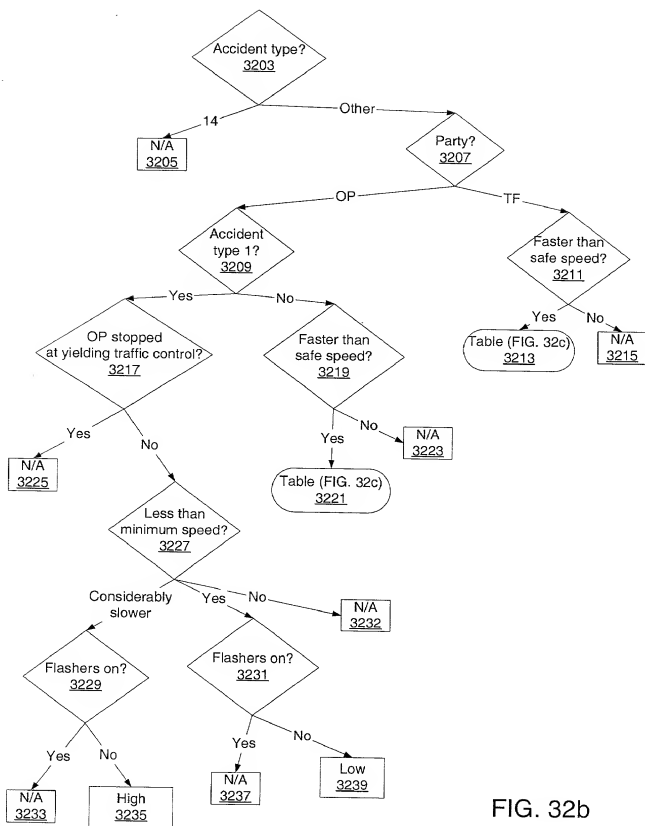 Accident type?
3203
14
Other
N/A
3205
Party?
3207
OP
TF
Accident
type 1?
3209
Faster than
safe speed?
3211
Yes
No
Yes
No
Table (FIG. 32c)
3213
N/A
3215
OP stopped
at yielding traffic control?
3217
Faster than
safe speed?
3219
Yes
No
Yes
No
N/A
3225
N/A
3223
Table (FIG. 32c)
3221
Less than
minimum speed?
3227
Considerably
slower
Yes
No
N/A
3232
Flashers on?
3229
Flashers on?
3231
Yes
No
Yes
No
N/A
3233
High
3235
N/A
3237
Low
3239
FIG. 32b